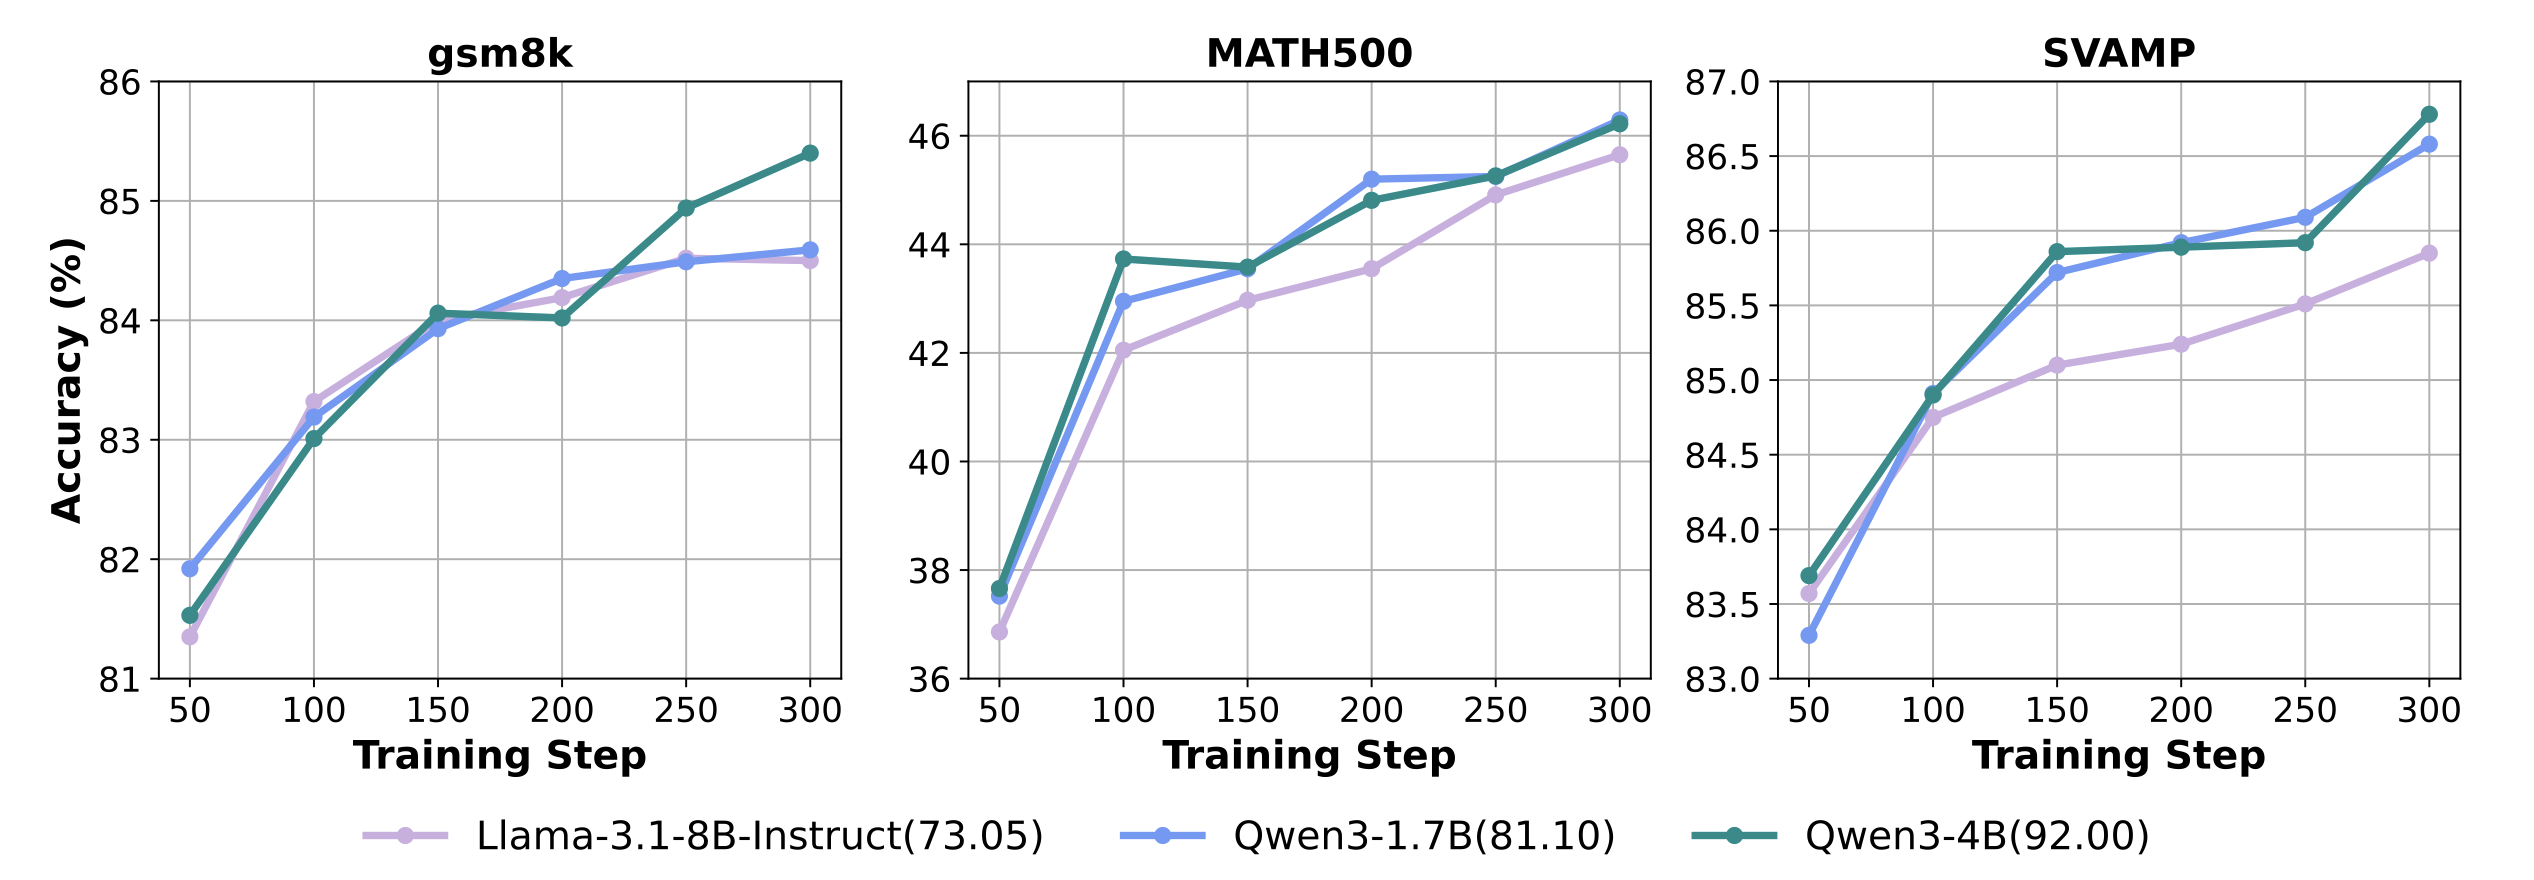 gsm8k
MATH500
SVAMP
Accuracy (%)
86
85
84
83
82
81
50 100 150 200 250 300
Training Step
46
44
42
40
38
36
50 100 150 200 250 300
Training Step
87.0
86.5
86.0
85.5
85.0
84.5
84.0
83.5
83.0
50 100 150 200 250 300
Training Step
Llama-3.1-8B-Instruct(73.05)
Qwen3-1.7B(81.10)
Qwen3-4B(92.00)